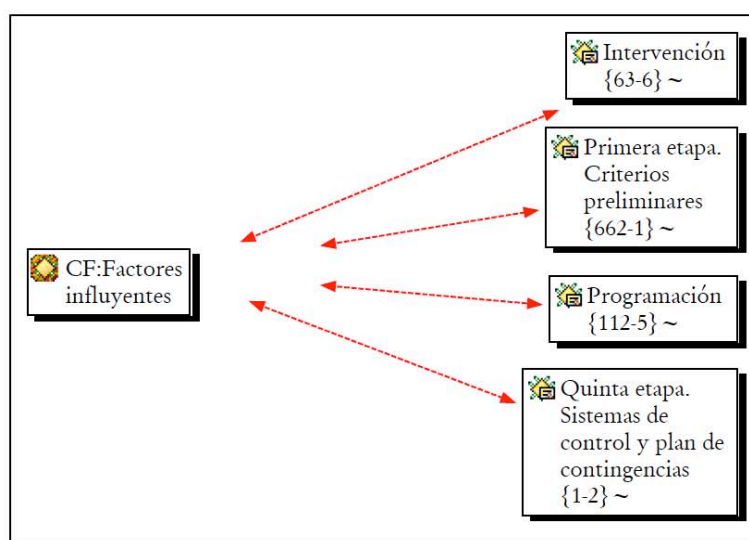 CF:Factores
influyentes
Intervención
{63-6} ~
Primera etapa.
Criterios
preliminares
{662-1} ~
Programación
{112-5} ~
Quinta etapa.
Sistemas de
control y plan de
contingencias
{1-2} ~